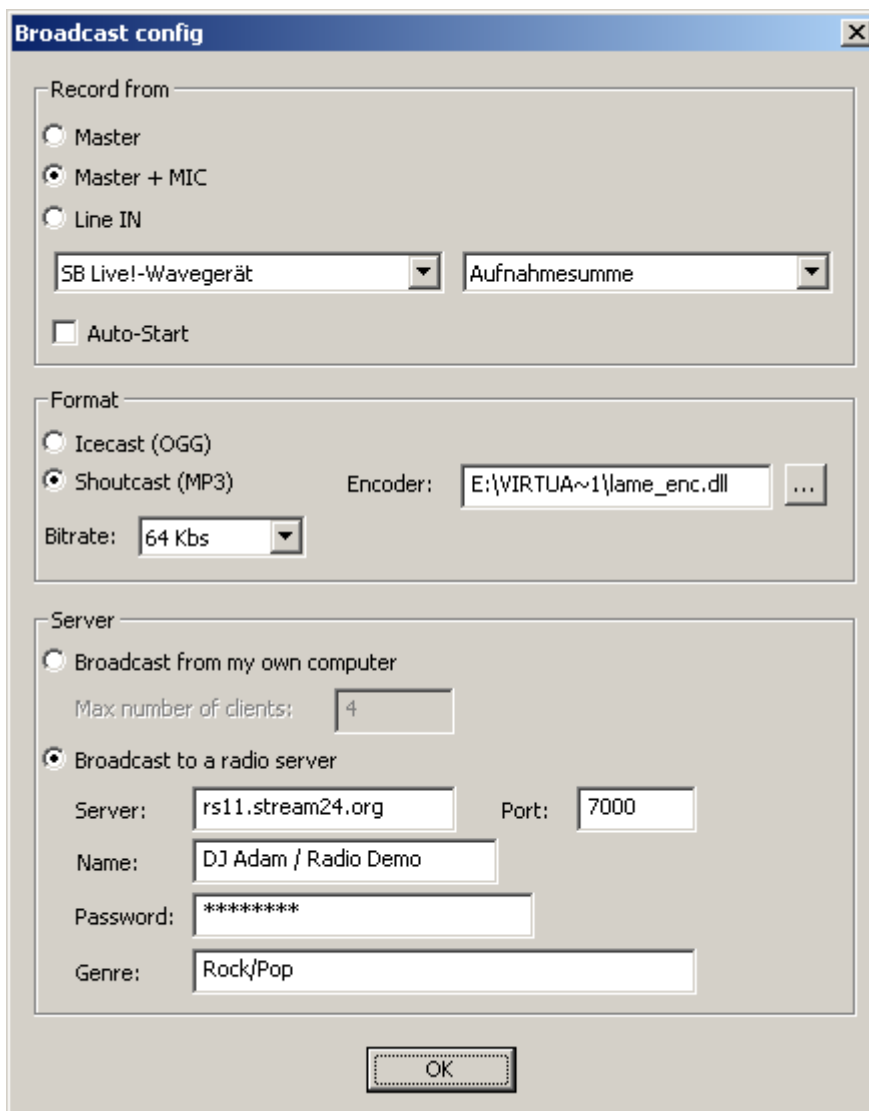 Broadcast config
Record from
Master
Master + MIC
Line IN
SB Live!-Wavegerät Aufnahmesumme
Auto-Start
Format
Icecast (OGG)
Shoutcast (MP3) Encoder: E:\VIRTUA~1\lame_enc.dll ...
Bitrate: 64 Kbs
Server
Broadcast from my own computer
Max number of clients: 4
Broadcast to a radio server
Server: rs11.stream24.org Port: 7000
Name: DJ Adam / Radio Demo
Password: ********
Genre: Rock/Pop
OK